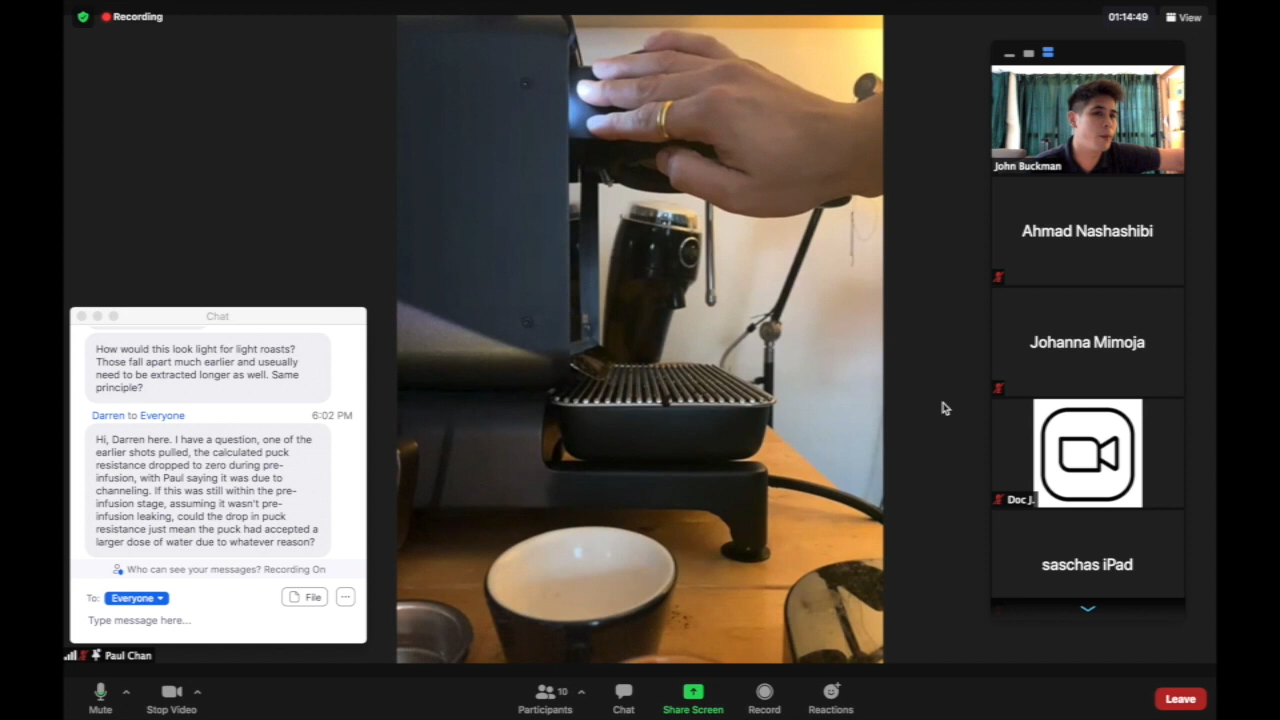 Recording
01:14:49
View
John Buckman
Ahmad Nashashibi
Johanna Mimoja
Doc J.
saschas iPad
Chat
How would this look light for light roasts?
Those fall apart much earlier and useually
need to be extracted longer as well. Same
principle?
Darren to Everyone 6:02 PM
Hi, Darren here. I have a question, one of the
earlier shots pulled, the calculated puck
resistance dropped to zero during pre-
infusion, with Paul saying it was due to
channeling. If this was still within the pre-
infusion stage, assuming it wasn't pre-
infusion leaking, could the drop in puck
resistance just mean the puck had accepted a
larger dose of water due to whatever reason?
Who can see your messages? Recording On
To: Everyone File ...
Type message here...
Paul Chan
Mute
Stop Video
Participants 10
Chat
Share Screen
Record
Reactions
Leave